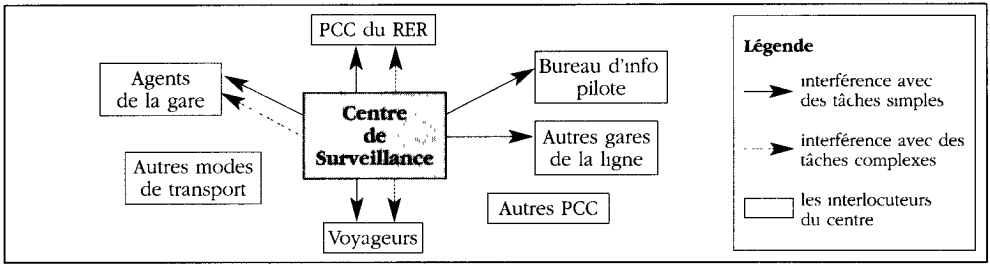 PCC du RER
Agents
de la gare
Bureau d'info
pilote
Centre
de
Surveillance
Autres gares
de la ligne
Autres modes
de transport
Autres PCC
Voyageurs
Légende
interférence avec
des tâches simples
interférence avec des
tâches complexes
les interlocuteurs
du centre